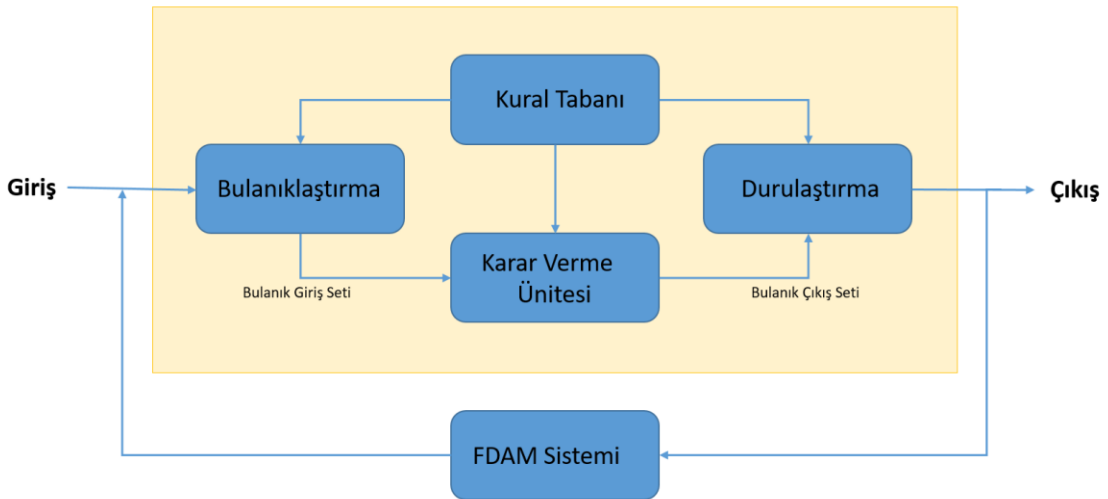 Kural Tabanı
Giriş
Bulanıklaştırma
Durulaştırma
Çıkış
Karar Verme
Ünitesi
Bulanık Giriş Seti
Bulanık Çıkış Seti
FDAM Sistemi